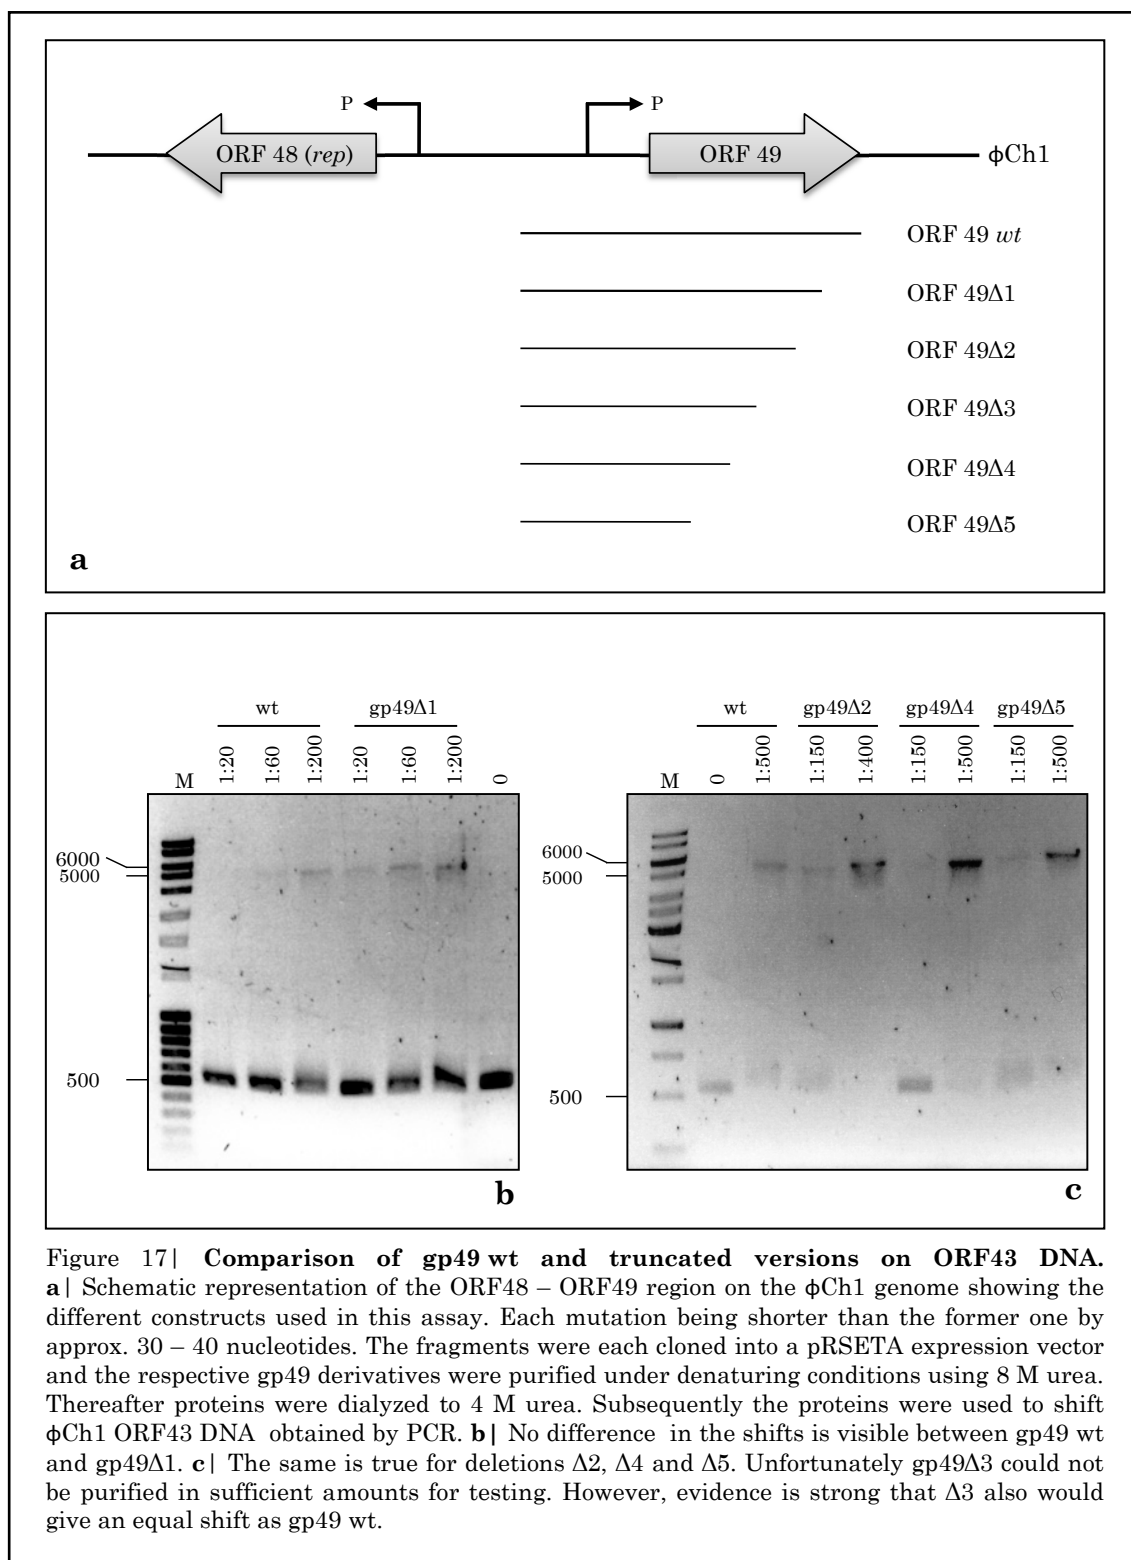 P
P
ORF 48 (rep)
ORF 49
ϕCh1
ORF 49 wt
ORF 49Δ1
ORF 49Δ2
ORF 49Δ3
ORF 49Δ4
ORF 49Δ5
a
wt
gp49Δ1
M
1:20
1:60
1:200
1:20
1:60
1:200
0
6000
5000
500
b
wt
gp49Δ2
gp49Δ4
gp49Δ5
M
0
1:500
1:150
1:400
1:150
1:500
1:150
1:500
6000
5000
500
c
Figure 17| Comparison of gp49 wt and truncated versions on ORF43 DNA.
a| Schematic representation of the ORF48 – ORF49 region on the ϕCh1 genome showing the
different constructs used in this assay. Each mutation being shorter than the former one by
approx. 30 – 40 nucleotides. The fragments were each cloned into a pRSETA expression vector
and the respective gp49 derivatives were purified under denaturing conditions using 8 M urea.
Thereafter proteins were dialyzed to 4 M urea. Subsequently the proteins were used to shift
ϕCh1 ORF43 DNA obtained by PCR. b| No difference in the shifts is visible between gp49 wt
and gp49Δ1. c| The same is true for deletions Δ2, Δ4 and Δ5. Unfortunately gp49Δ3 could not
be purified in sufficient amounts for testing. However, evidence is strong that Δ3 also would
give an equal shift as gp49 wt.